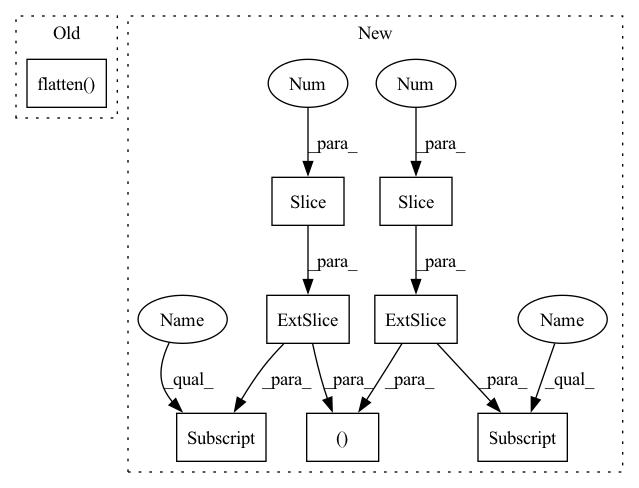 Old
New
flatten()
Num
Num
_para_
_para_
Slice
Slice
_para_
_para_
Name
ExtSlice
ExtSlice
Name
_qual_
_para_
_para_
_para_
_para_
_qual_
Subscript
()
Subscript